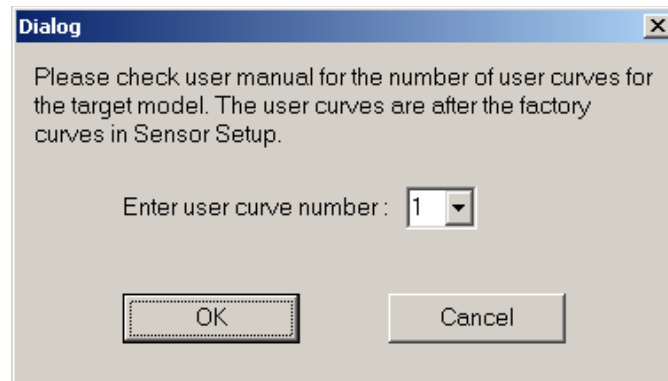 Dialog
Please check user manual for the number of user curves for
the target model. The user curves are after the factory
curves in Sensor Setup.
Enter user curve number : 1
OK Cancel